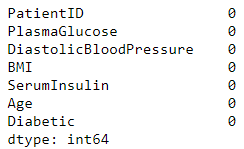 PatientID 0
PlasmaGlucose 0
DiastolicBloodPressure 0
BMI 0
SerumInsulin 0
Age 0
Diabetic 0
dtype: int64